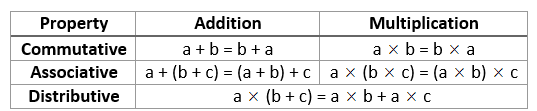 Property Addition Multiplication
Commutative a + b = b + a a × b = b × a
Associative a + (b + c) = (a + b) + c a × (b × c) = (a × b) × c
Distributive a × (b + c) = a × b + a × c